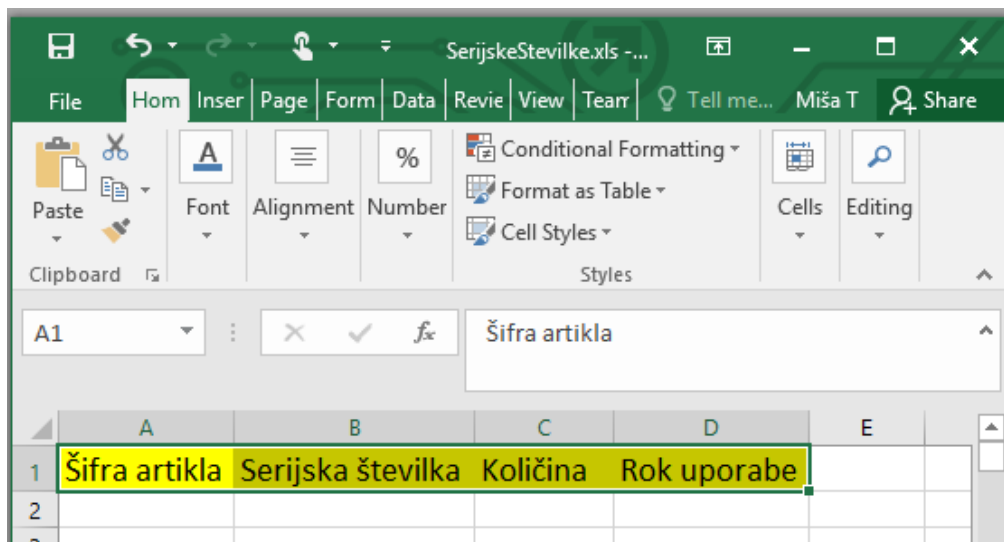 SerijskeStevilke.xls -...
File Hom Inser Page Form Data Revie View Team Tell me... Miša T Share
Paste
Font Alignment Number
%
Conditional Formatting
Format as Table
Cell Styles
Cells Editing
Clipboard Styles
A1 fx Šifra artikla
A B C D E
1 Šifra artikla Serijska številka Količina Rok uporabe
2